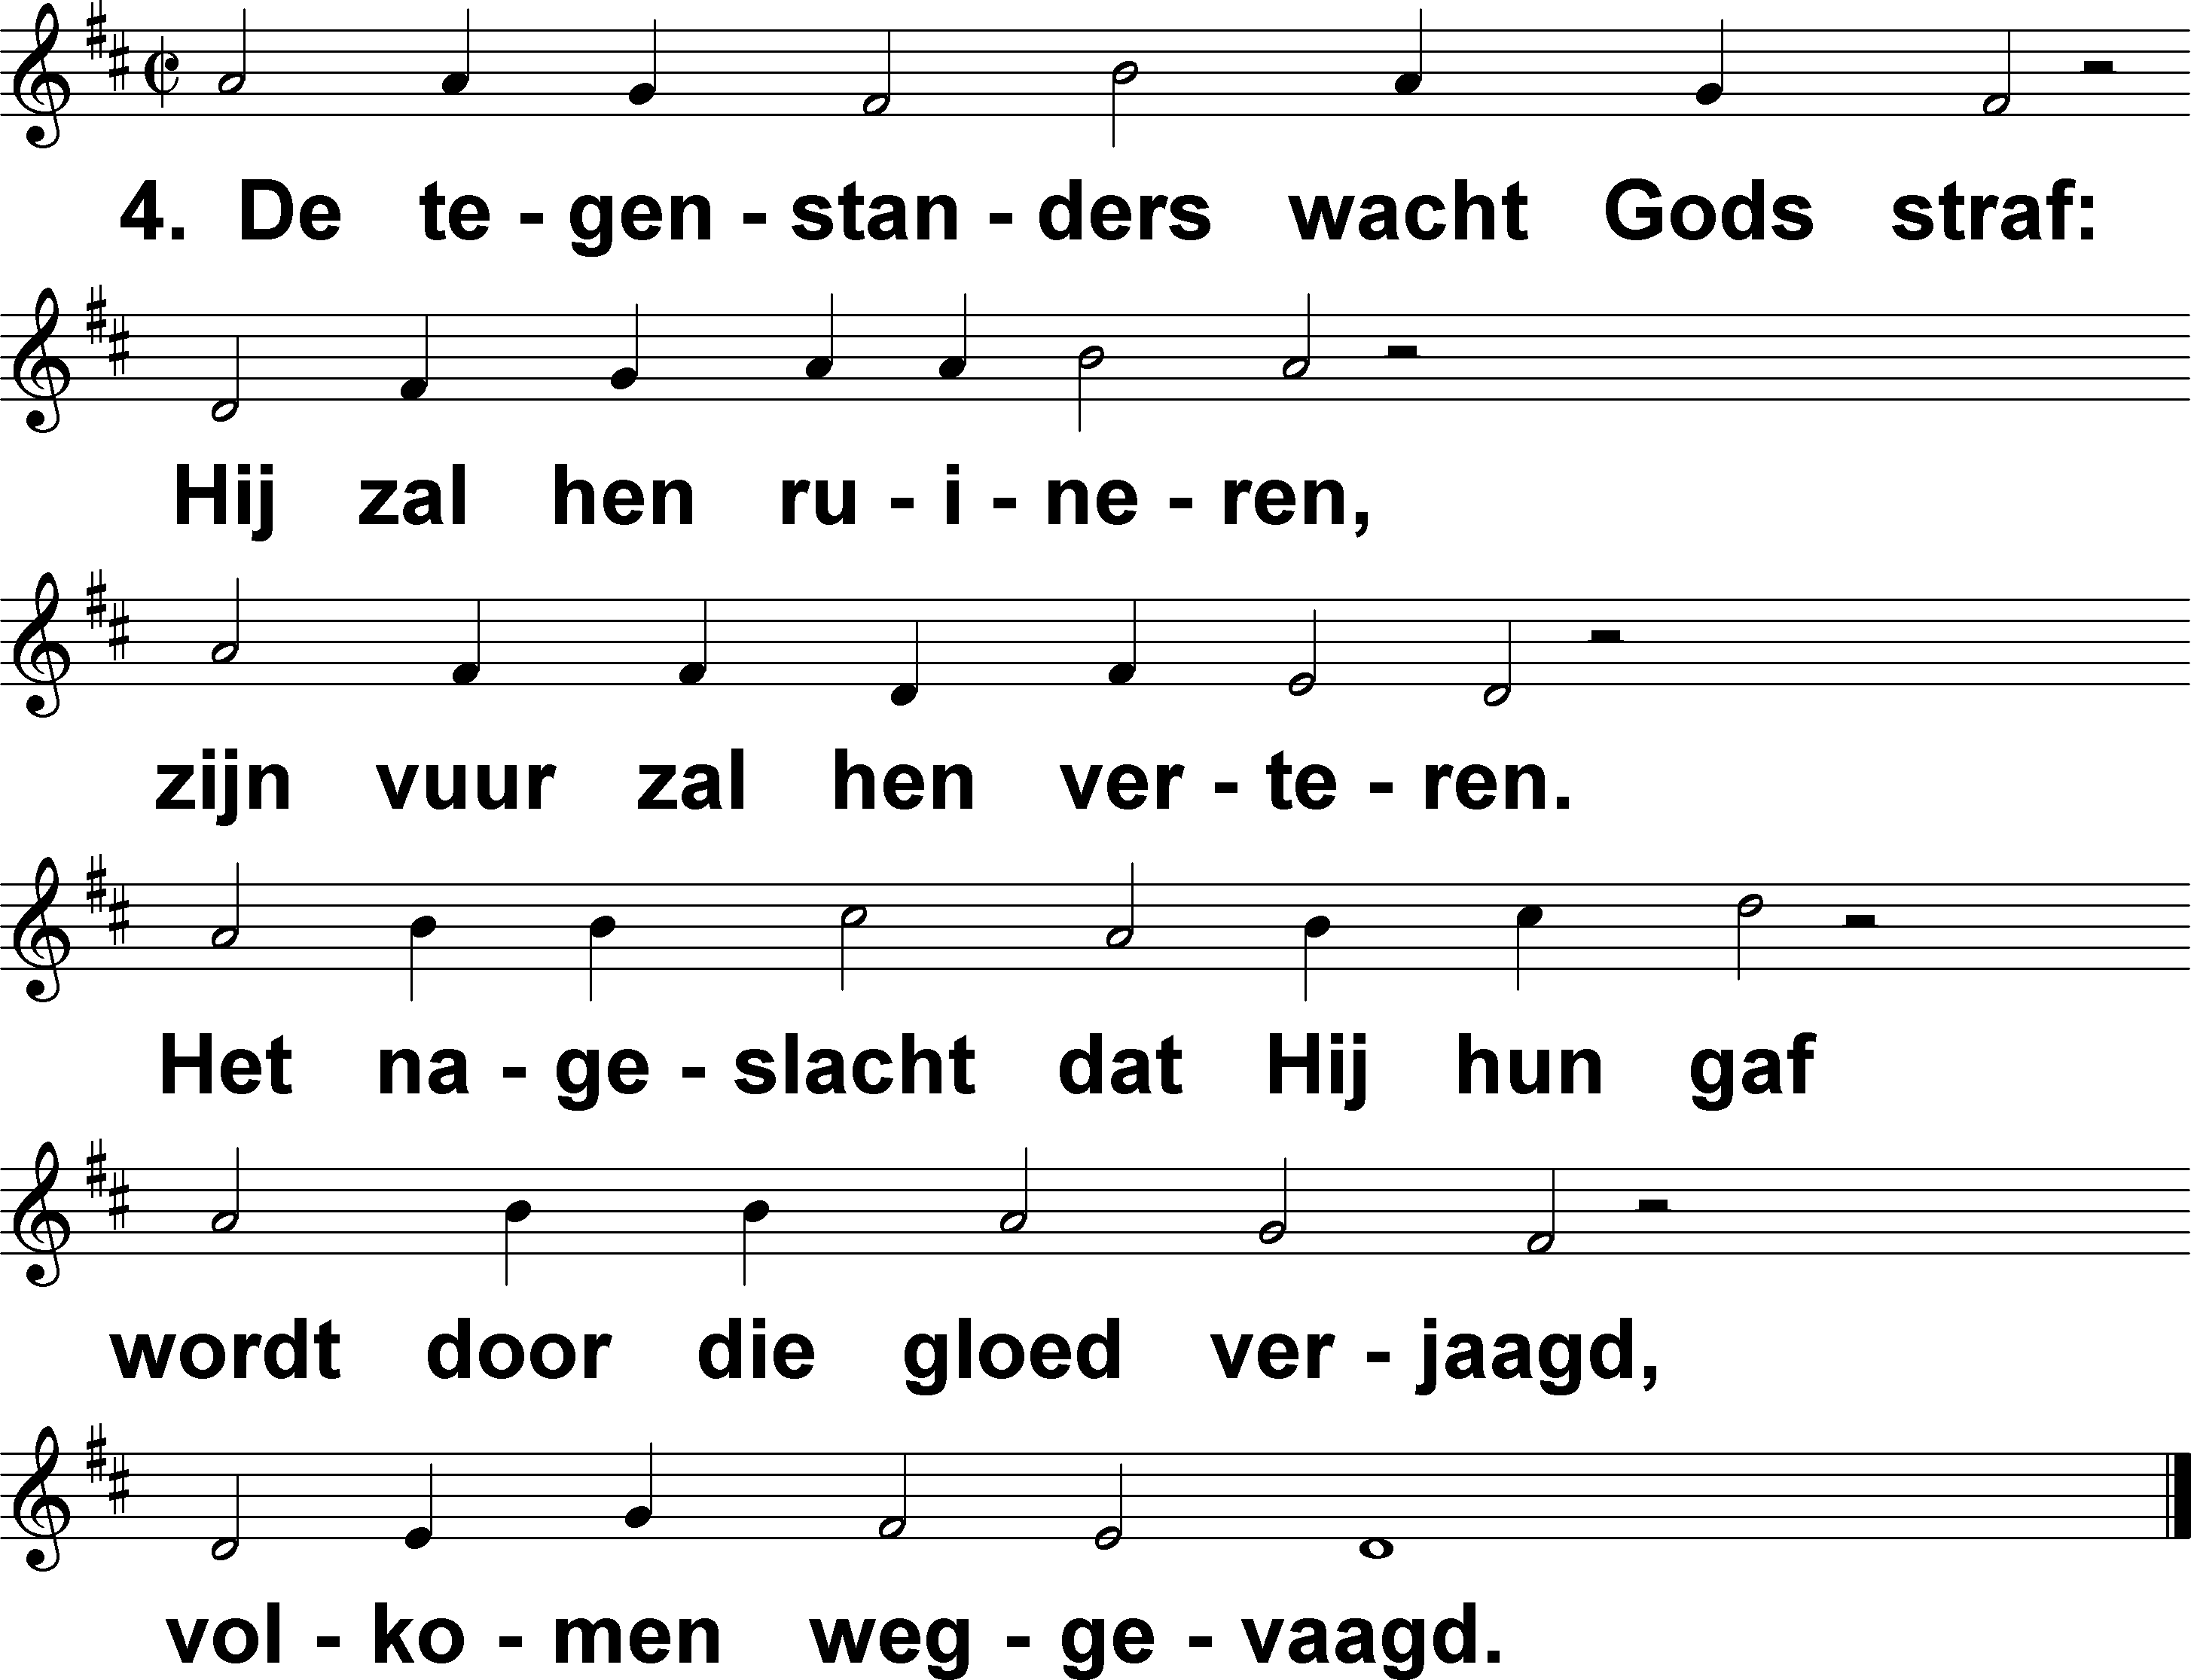 4. De te - gen - stan - ders wacht Gods straf:
Hij zal hen ru - i - ne - ren,
zijn vuur zal hen ver - te - ren.
Het na - ge - slacht dat Hij hun gaf
wordt door die gloed ver - jaagd,
vol - ko - men weg - ge - vaagd.